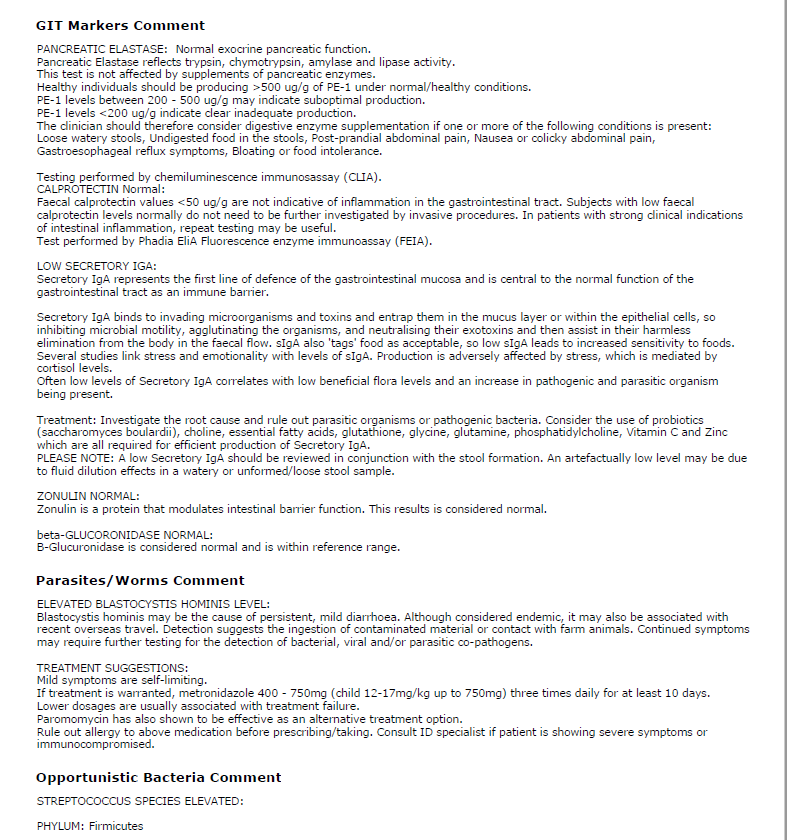 GIT Markers Comment
PANCREATIC ELASTASE: Normal exocrine pancreatic function.
Pancreatic Elastase reflects trypsin, chymotrypsin, amylase and lipase activity.
This test is not affected by supplements of pancreatic enzymes.
Healthy individuals should be producing >500 ug/g of PE-1 under normal/healthy conditions.
PE-1 levels between 200 - 500 ug/g may indicate suboptimal production.
PE-1 levels <200 ug/g indicate clear inadequate production.
The clinician should therefore consider digestive enzyme supplementation if one or more of the following conditions is present:
Loose watery stools, Undigested food in the stools, Post-prandial abdominal pain, Nausea or colicky abdominal pain,
Gastroesophageal reflux symptoms, Bloating or food intolerance.
Testing performed by chemiluminescence immunosassay (CLIA).
CALPROTECTIN Normal:
Faecal calprotectin values <50 ug/g are not indicative of inflammation in the gastrointestinal tract. Subjects with low faecal
calprotectin levels normally do not need to be further investigated by invasive procedures. In patients with strong clinical indications
of intestinal inflammation, repeat testing may be useful.
Test performed by Phadia EliA Fluorescence enzyme immunoassay (FEIA).
LOW SECRETORY IGA:
Secretory IgA represents the first line of defence of the gastrointestinal mucosa and is central to the normal function of the
gastrointestinal tract as an immune barrier.
Secretory IgA binds to invading microorganisms and toxins and entrap them in the mucus layer or within the epithelial cells, so
inhibiting microbial motility, agglutinating the organisms, and neutralising their exotoxins and then assist in their harmless
elimination from the body in the faecal flow. sIgA also 'tags' food as acceptable, so low sIgA leads to increased sensitivity to foods.
Several studies link stress and emotionality with levels of sIgA. Production is adversely affected by stress, which is mediated by
cortisol levels.
Often low levels of Secretory IgA correlates with low beneficial flora levels and an increase in pathogenic and parasitic organism
being present.
Treatment: Investigate the root cause and rule out parasitic organisms or pathogenic bacteria. Consider the use of probiotics
(saccharomyces boulardii), choline, essential fatty acids, glutathione, glycine, glutamine, phosphatidylcholine, Vitamin C and Zinc
which are all required for efficient production of Secretory IgA.
PLEASE NOTE: A low Secretory IgA should be reviewed in conjunction with the stool formation. An artefactually low level may be due
to fluid dilution effects in a watery or unformed/loose stool sample.
ZONULIN NORMAL:
Zonulin is a protein that modulates intestinal barrier function. This results is considered normal.
beta-GLUCORONIDASE NORMAL:
B-Glucuronidase is considered normal and is within reference range.
Parasites/Worms Comment
ELEVATED BLASTOCYSTIS HOMINIS LEVEL:
Blastocystis hominis may be the cause of persistent, mild diarrhoea. Although considered endemic, it may also be associated with
recent overseas travel. Detection suggests the ingestion of contaminated material or contact with farm animals. Continued symptoms
may require further testing for the detection of bacterial, viral and/or parasitic co-pathogens.
TREATMENT SUGGESTIONS:
Mild symptoms are self-limiting.
If treatment is warranted, metronidazole 400 - 750mg (child 12-17mg/kg up to 750mg) three times daily for at least 10 days.
Lower dosages are usually associated with treatment failure.
Paromomycin has also shown to be effective as an alternative treatment option.
Rule out allergy to above medication before prescribing/taking. Consult ID specialist if patient is showing severe symptoms or
immunocompromised.
Opportunistic Bacteria Comment
STREPTOCOCCUS SPECIES ELEVATED:
PHYLUM: Firmicutes